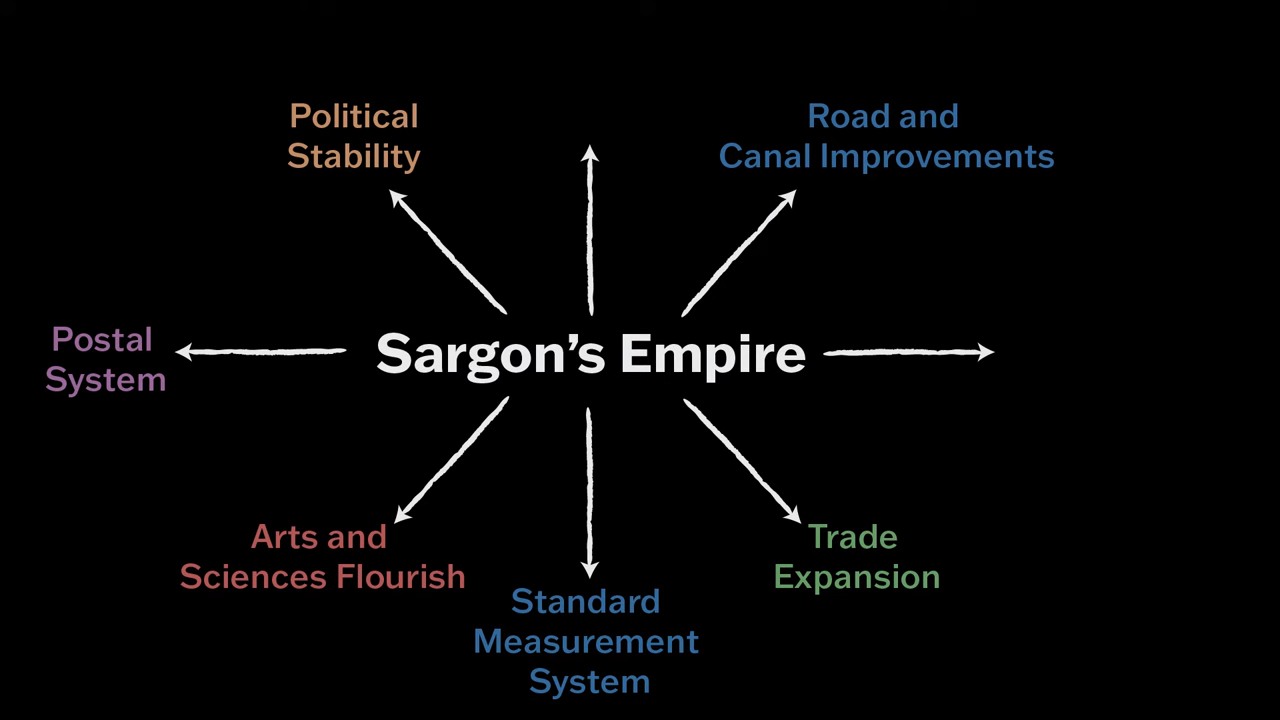 Political
Stability
Road and
Canal Improvements
Postal
System
Sargon’s Empire
Arts and
Sciences Flourish
Trade
Expansion
Standard
Measurement
System